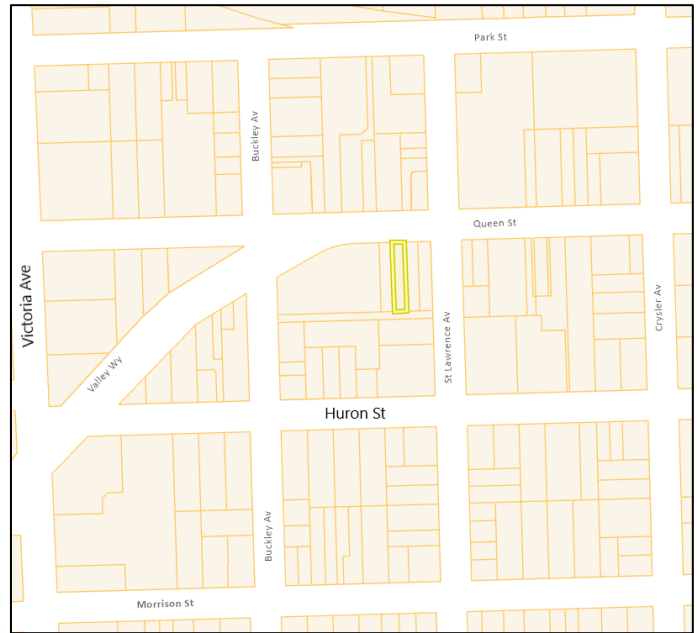 Park St
Buckley Av
Queen St
Victoria Ave
Crysler Av
St Lawrence Av
Valley Wy
Huron St
Buckley Av
Morrison St